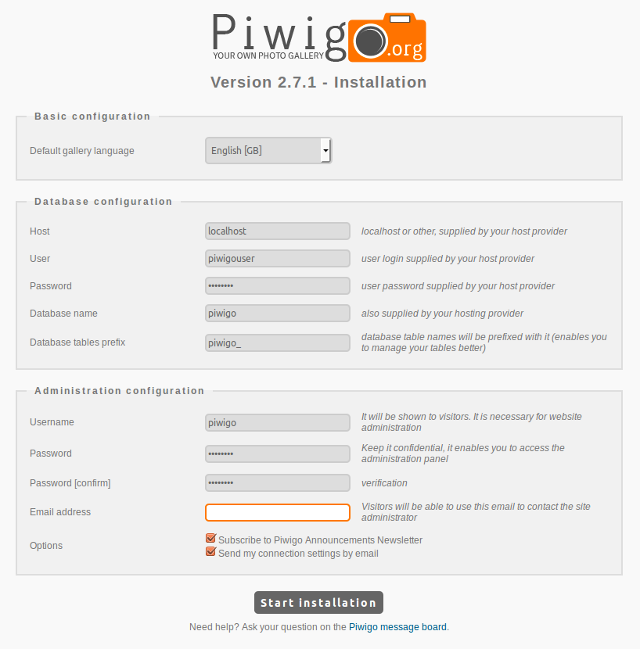 Piwigo.org
YOUR OWN PHOTO GALLERY
Version 2.7.1 - Installation
Basic configuration
Default gallery language English [GB]
Database configuration
Host localhost localhost or other, supplied by your host provider
User piwigouser user login supplied by your host provider
Password •••••••• user password supplied by your host provider
Database name piwigo also supplied by your hosting provider
Database tables prefix piwigo_ database table names will be prefixed with it (enables you
to manage your tables better)
Administration configuration
Username piwigo It will be shown to visitors. It is necessary for website
administration
Password •••••••• Keep it confidential, it enables you to access the
administration panel
Password [confirm] •••••••• verification
Email address Visitors will be able to use this email to contact the site
administrator
Options Subscribe to Piwigo Announcements Newsletter
Send my connection settings by email
Start installation
Need help? Ask your question on the Piwigo message board.